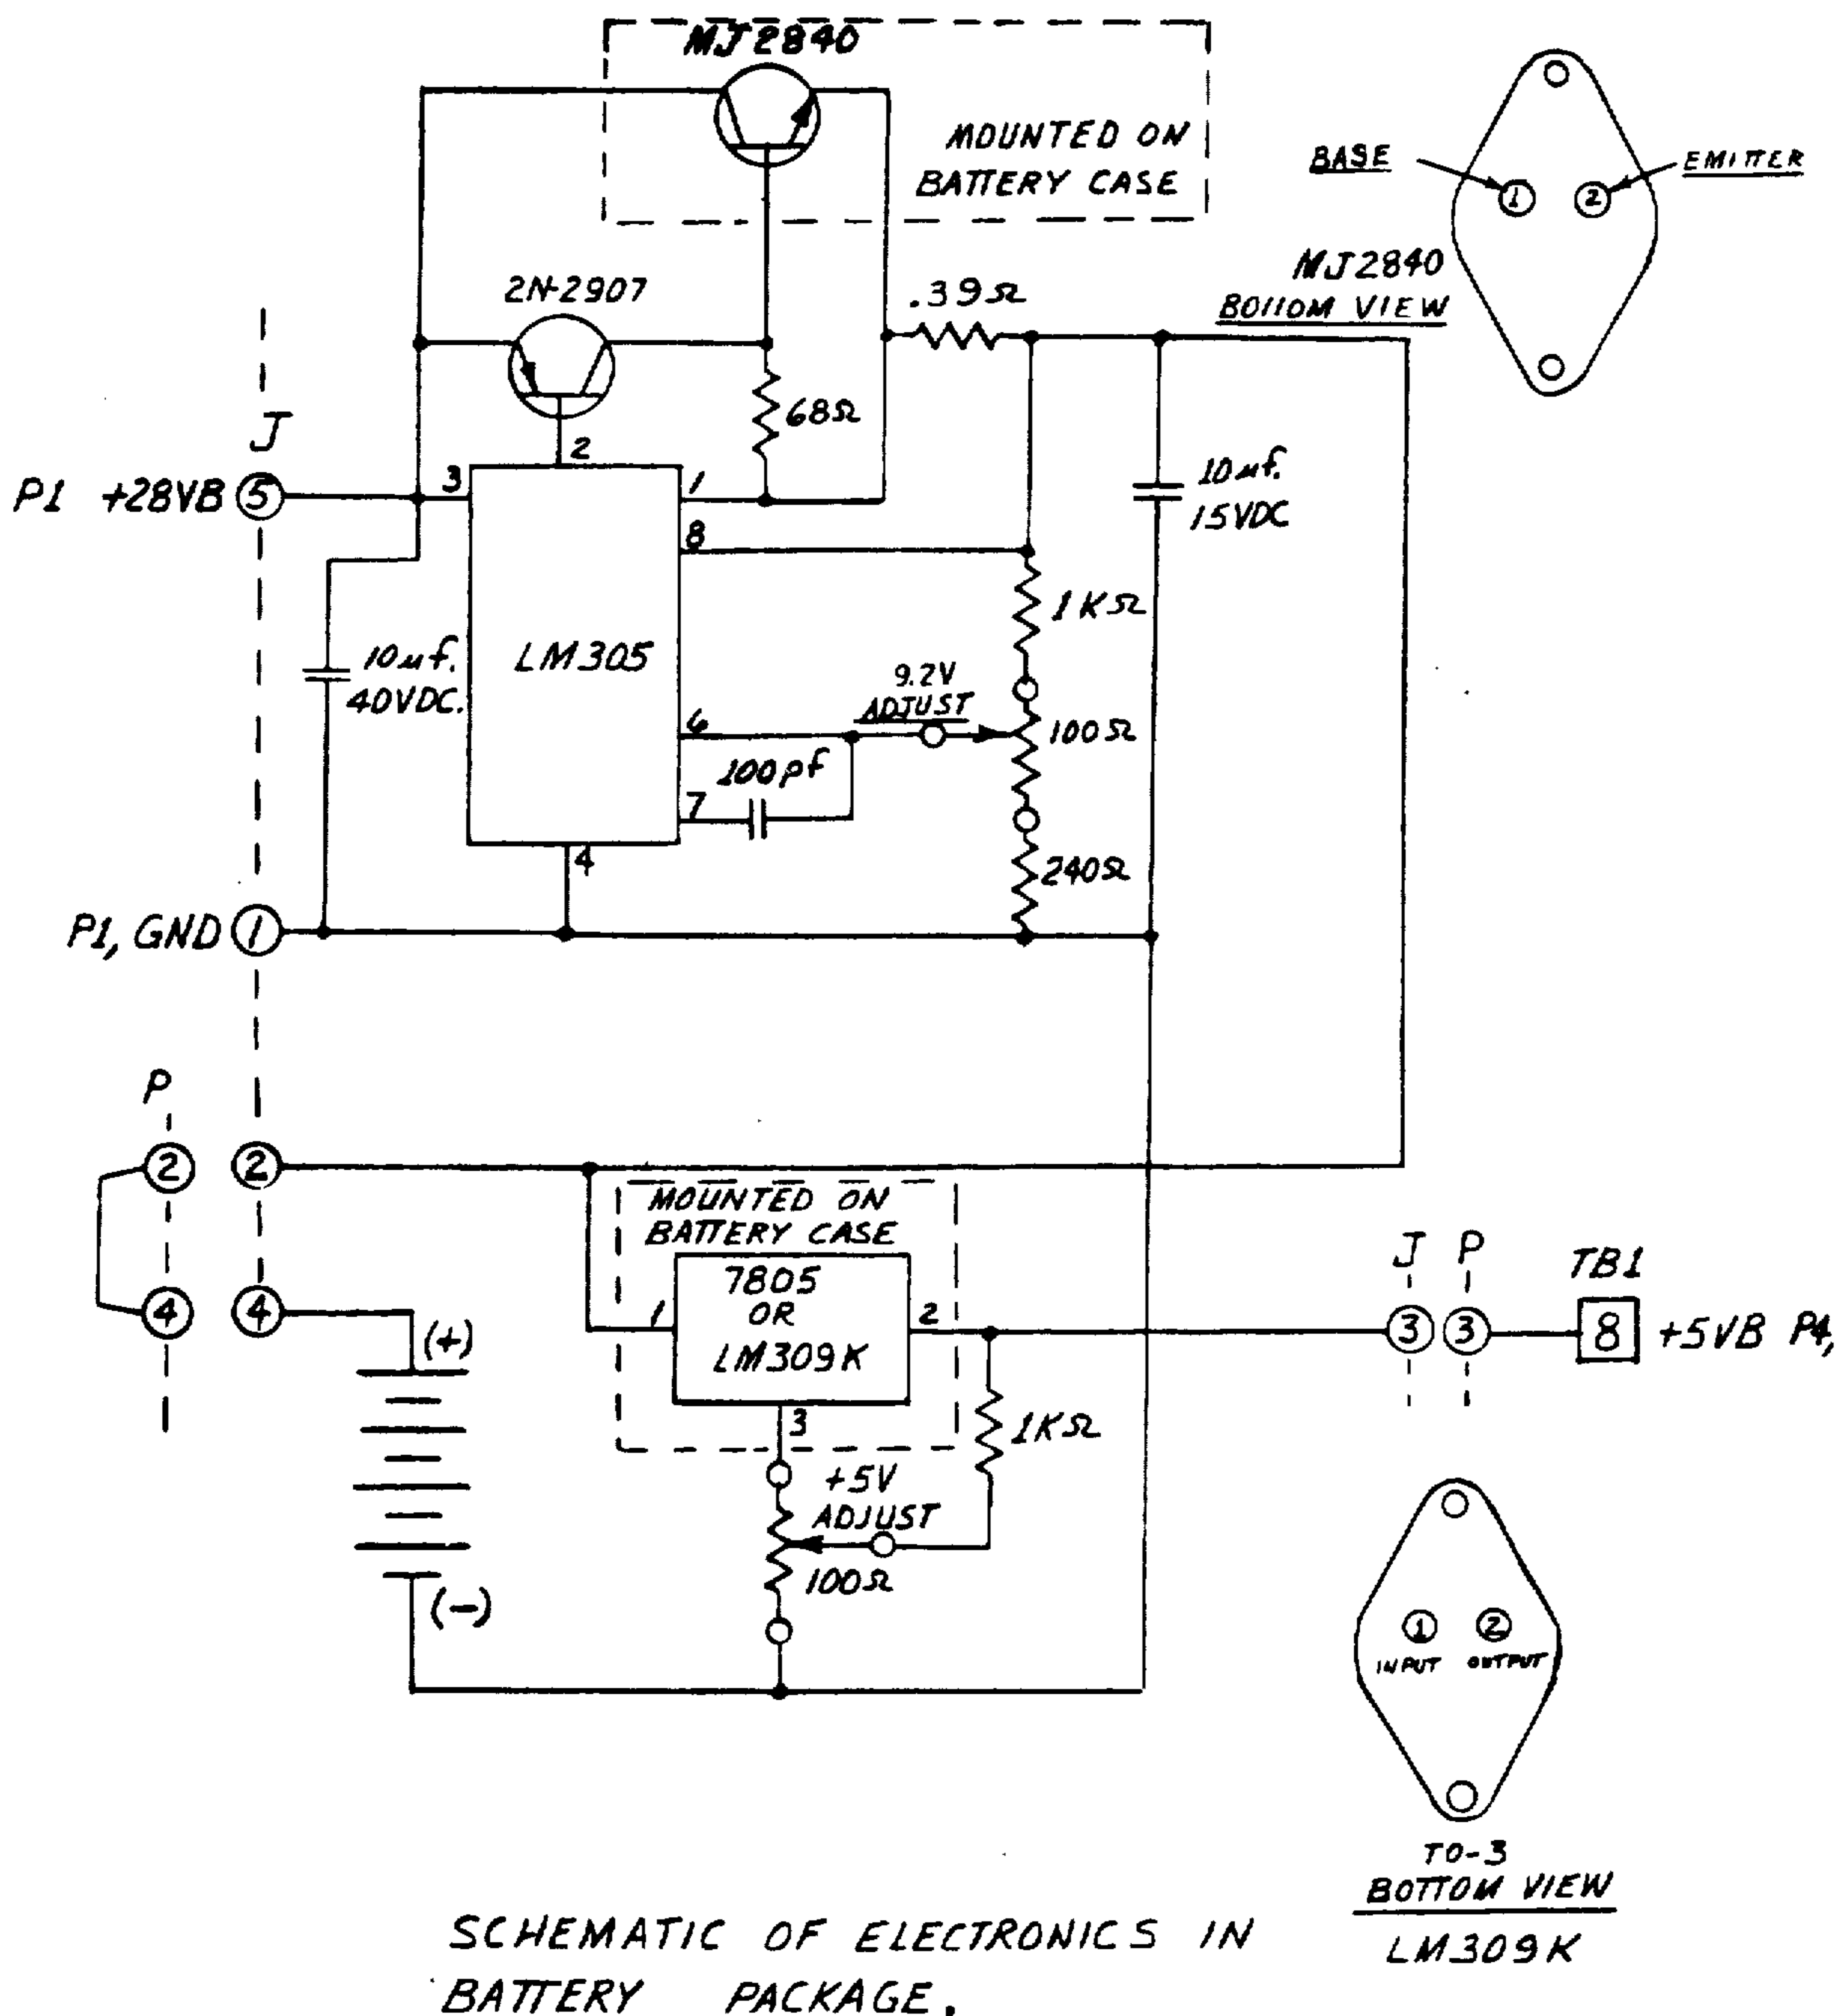 MJ2840
MOUNTED ON
BATTERY CASE
BASE
EMITTER
1
2
MJ2840
BOTTOM VIEW
2N-2907
.39Ω
68Ω
J
2
P1 +28VB 5
3
1
8
10µf.
15VDC
1KΩ
LM305
10µf.
40VDC.
9.2V
ADJUST
6
100Ω
100pf
7
4
240Ω
P1, GND 1
P
2
2
MOUNTED ON
BATTERY CASE
7805
OR
LM309K
1
2
3
4
4
(+)
(-)
J P
TB1
3 3
8 +5VB P4,
1KΩ
+5V
ADJUST
100Ω
1
2
INPUT OUTPUT
TO-3
BOTTOM VIEW
LM309K
SCHEMATIC OF ELECTRONICS IN
BATTERY PACKAGE.